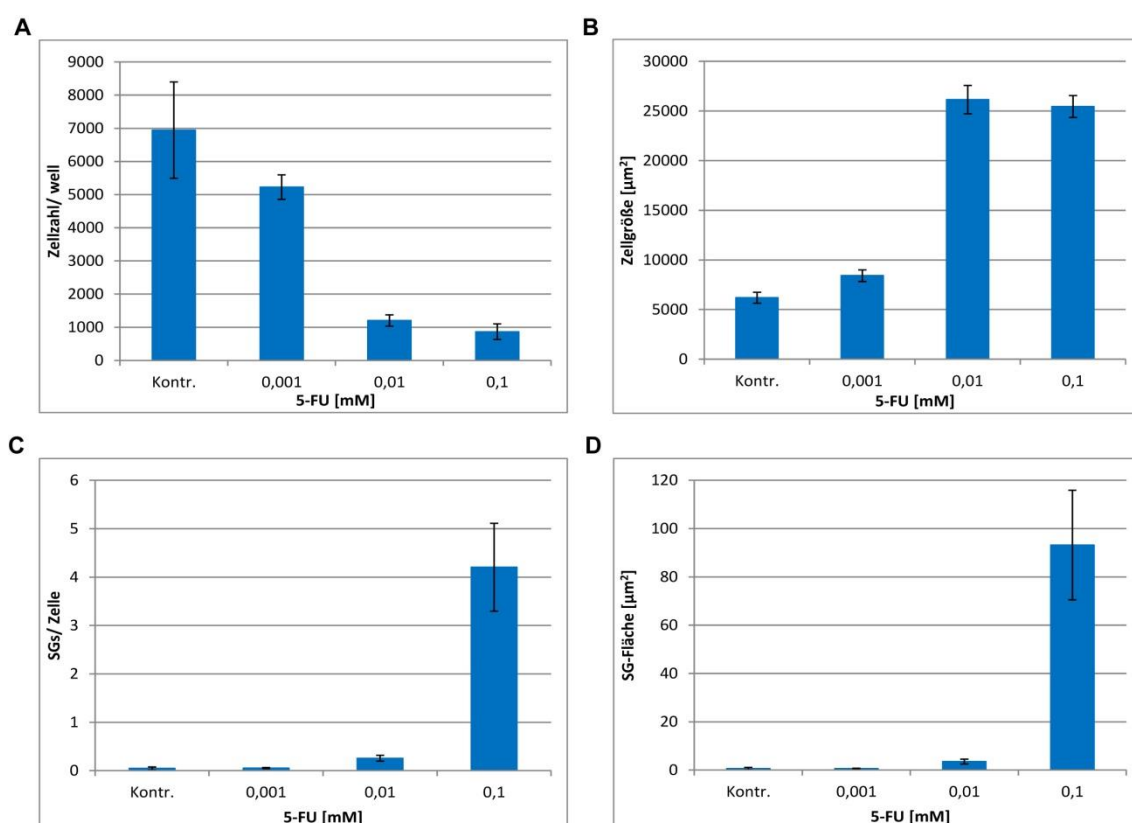 A
9000
8000
7000
6000
5000
4000
3000
2000
1000
0
Zellzahl/ well
Kontr. 0,001 0,01 0,1
5-FU [mM]
B
30000
25000
20000
15000
10000
5000
0
Zellgröße [µm²]
Kontr. 0,001 0,01 0,1
5-FU [mM]
C
6
5
4
3
2
1
0
SGs/ Zelle
Kontr. 0,001 0,01 0,1
5-FU [mM]
D
120
100
80
60
40
20
0
SG-Fläche [µm²]
Kontr. 0,001 0,01 0,1
5-FU [mM]